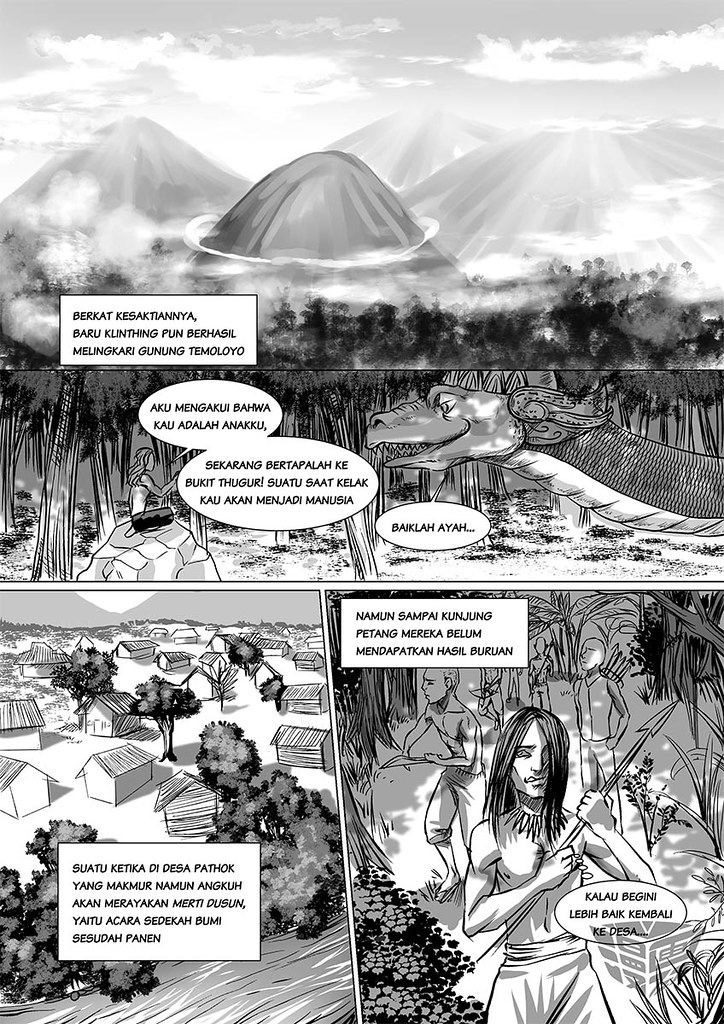 BERKAT KESAKTIANNYA,
BARU KLINTHING PUN BERHASIL
MELINGKARI GUNUNG TEMOLOYO
AKU MENGAKUI BAHWA
KAU ADALAH ANAKKU,
SEKARANG BERTAPALAH KE
BUKIT THUGUR! SUATU SAAT KELAK
KAU AKAN MENJADI MANUSIA
BAIKLAH AYAH...
SUATU KETIKA DI DESA PATHOK
YANG MAKMUR NAMUN ANGKUH
AKAN MERAYAKAN MERTI DUSUN,
YAITU ACARA SEDEKAH BUMI
SESUDAH PANEN
NAMUN SAMPAI KUNJUNG
PETANG MEREKA BELUM
MENDAPATKAN HASIL BURUAN
KALAU BEGINI
LEBIH BAIK KEMBALI
KE DESA....